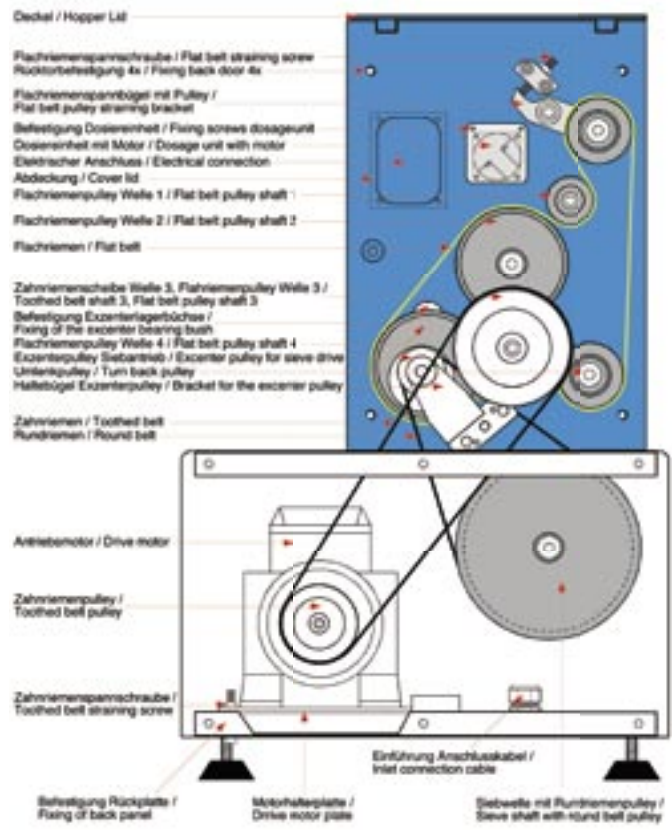 Deckel / Hopper Lid
Flachriemenspannschraube / Flat belt straining screw
Rücktorbefestigung 4x / Fixing back door 4x
Flachriemenspannbügel mit Pulley /
Flat belt pulley straining bracket
Befestigung Dosiereinheit / Fixing screws dosageunit
Dosiereinheit mit Motor / Dosage unit with motor
Elektrischer Anschluss / Electrical connection
Abdeckung / Cover lid
Flachriemenpulley Welle 1 / Flat belt pulley shaft 1
Flachriemenpulley Welle 2 / Flat belt pulley shaft 2
Flachriemen / Flat belt
Zahnriemenscheibe Welle 3, Flahriemenpulley Welle 3 /
Toothed belt shaft 3, Flat belt pulley shaft 3
Befestigung Exzenterlagerbüchse /
Fixing of the excenter bearing bush
Flachriemenpulley Welle 4 / Flat belt pulley shaft 4
Exzenterpulley Siebantrieb / Excenter pulley for sieve drive
Umlenkpulley / Turn back pulley
Haltebügel Exzenterpulley / Bracket for the excenter pulley
Zahnriemen / Toothed belt
Rundriemen / Round belt
Antriebsmotor / Drive motor
Zahnriemenpulley /
Toothed belt pulley
Zahnriemenspannschraube /
Toothed belt straining screw
Einführung Anschlusskabel /
Inlet connection cable
Befestigung Rückplatte /
Fixing of back panel
Motorhalterplatte /
Drive motor plate
Siebwelle mit Rundriemenpulley /
Sieve shaft with round belt pulley